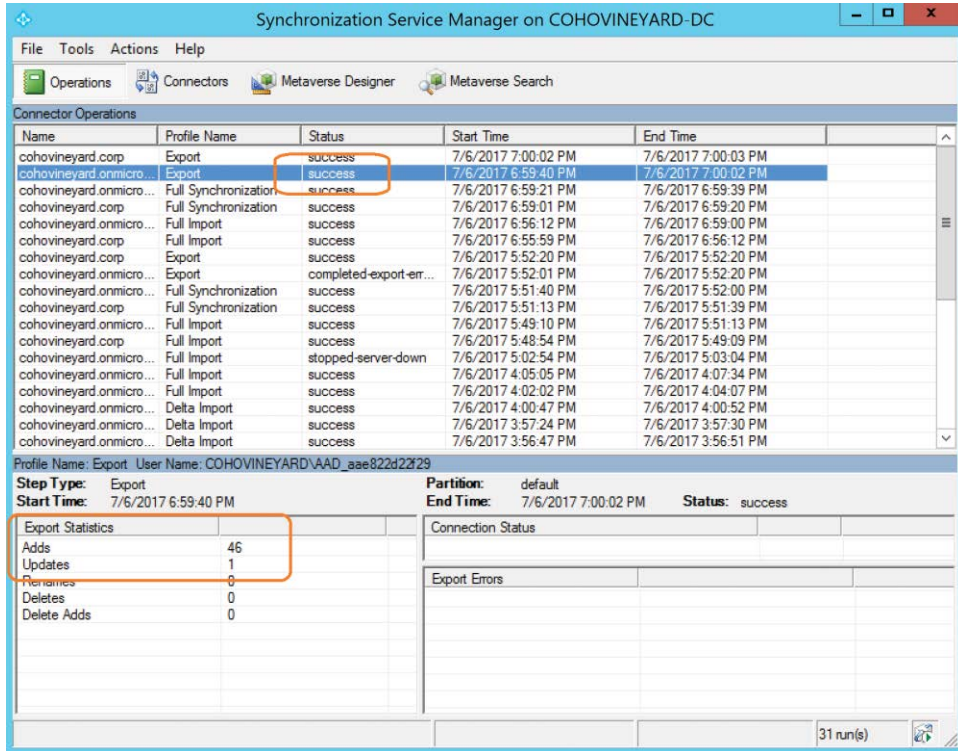 Synchronization Service Manager on COHOVINEYARD-DC
File Tools Actions Help
Operations Connectors Metaverse Designer Metaverse Search
Connector Operations
Name Profile Name Status Start Time End Time
cohovineyard.corp Export success 7/6/2017 7:00:02 PM 7/6/2017 7:00:03 PM
cohovineyard.onmicro... Export success 7/6/2017 6:59:40 PM 7/6/2017 7:00:02 PM
cohovineyard.onmicro... Full Synchronization success 7/6/2017 6:59:21 PM 7/6/2017 6:59:39 PM
cohovineyard.corp Full Synchronization success 7/6/2017 6:59:01 PM 7/6/2017 6:59:20 PM
cohovineyard.onmicro... Full Import success 7/6/2017 6:56:12 PM 7/6/2017 6:59:00 PM
cohovineyard.corp Full Import success 7/6/2017 6:55:59 PM 7/6/2017 6:56:12 PM
cohovineyard.corp Export success 7/6/2017 5:52:20 PM 7/6/2017 5:52:20 PM
cohovineyard.onmicro... Export completed-export-err... 7/6/2017 5:52:01 PM 7/6/2017 5:52:20 PM
cohovineyard.onmicro... Full Synchronization success 7/6/2017 5:51:40 PM 7/6/2017 5:52:00 PM
cohovineyard.corp Full Synchronization success 7/6/2017 5:51:13 PM 7/6/2017 5:51:39 PM
cohovineyard.onmicro... Full Import success 7/6/2017 5:49:10 PM 7/6/2017 5:51:13 PM
cohovineyard.corp Full Import success 7/6/2017 5:48:54 PM 7/6/2017 5:49:09 PM
cohovineyard.onmicro... Full Import stopped-server-down 7/6/2017 5:02:54 PM 7/6/2017 5:03:04 PM
cohovineyard.onmicro... Full Import success 7/6/2017 4:05:05 PM 7/6/2017 4:07:34 PM
cohovineyard.onmicro... Full Import success 7/6/2017 4:02:02 PM 7/6/2017 4:04:07 PM
cohovineyard.onmicro... Delta Import success 7/6/2017 4:00:47 PM 7/6/2017 4:00:52 PM
cohovineyard.onmicro... Delta Import success 7/6/2017 3:57:24 PM 7/6/2017 3:57:30 PM
cohovineyard.onmicro... Delta Import success 7/6/2017 3:56:47 PM 7/6/2017 3:56:51 PM
Profile Name: Export User Name: COHOVINEYARD\AAD_aae822d22f29
Step Type: Export Partition: default
Start Time: 7/6/2017 6:59:40 PM End Time: 7/6/2017 7:00:02 PM Status: success
Export Statistics Connection Status
Adds 46
Updates 1
Renames 0 Export Errors
Deletes 0
Delete Adds 0
31 run(s)